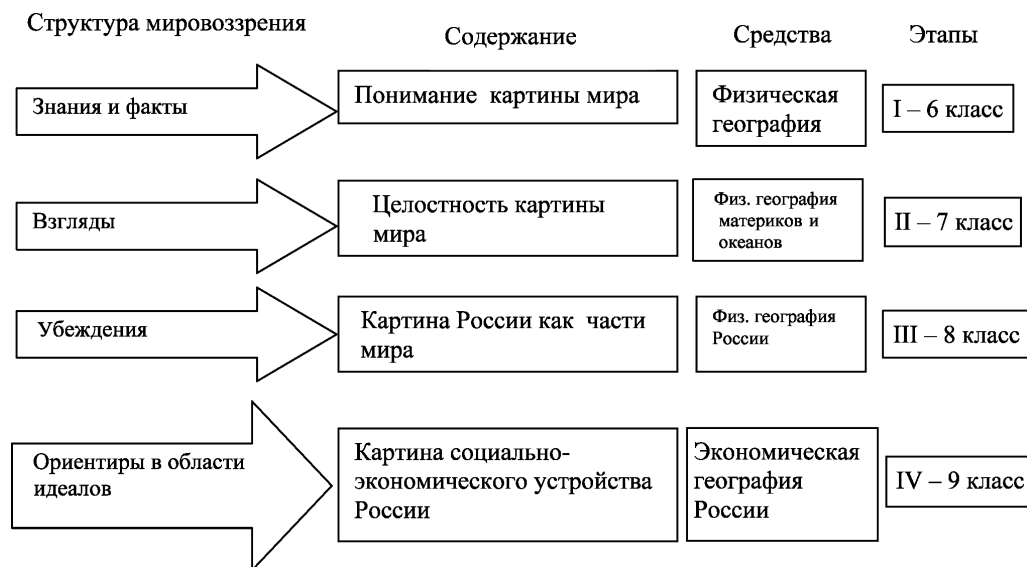 Структура мировоззрения
Содержание
Средства
Этапы
Знания и факты
Понимание картины мира
Физическая
география
I – 6 класс
Взгляды
Целостность картины
мира
Физ. география
материков и
океанов
II – 7 класс
Убеждения
Картина России как части
мира
Физ. география
России
III – 8 класс
Ориентиры в области
идеалов
Картина социально-
экономического устройства
России
Экономическая
география
России
IV – 9 класс